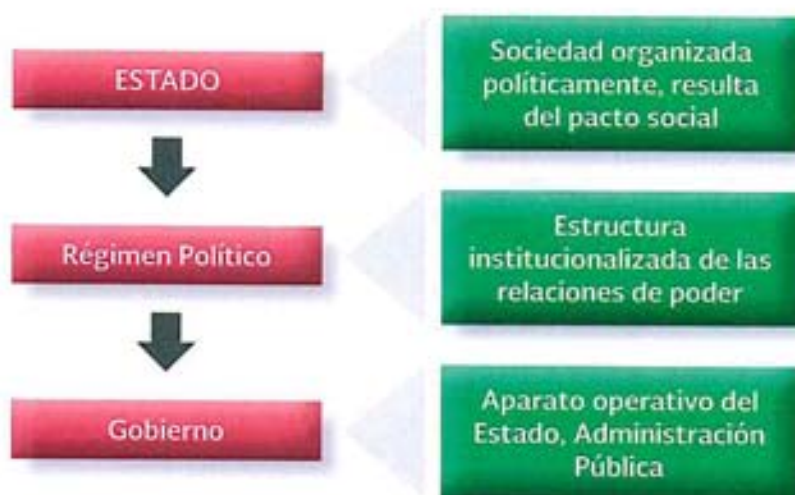 ESTADO
Sociedad organizada
políticamente, resulta
del pacto social
Régimen Político
Estructura
institucionalizada de las
relaciones de poder
Gobierno
Aparato operativo del
Estado, Administración
Pública